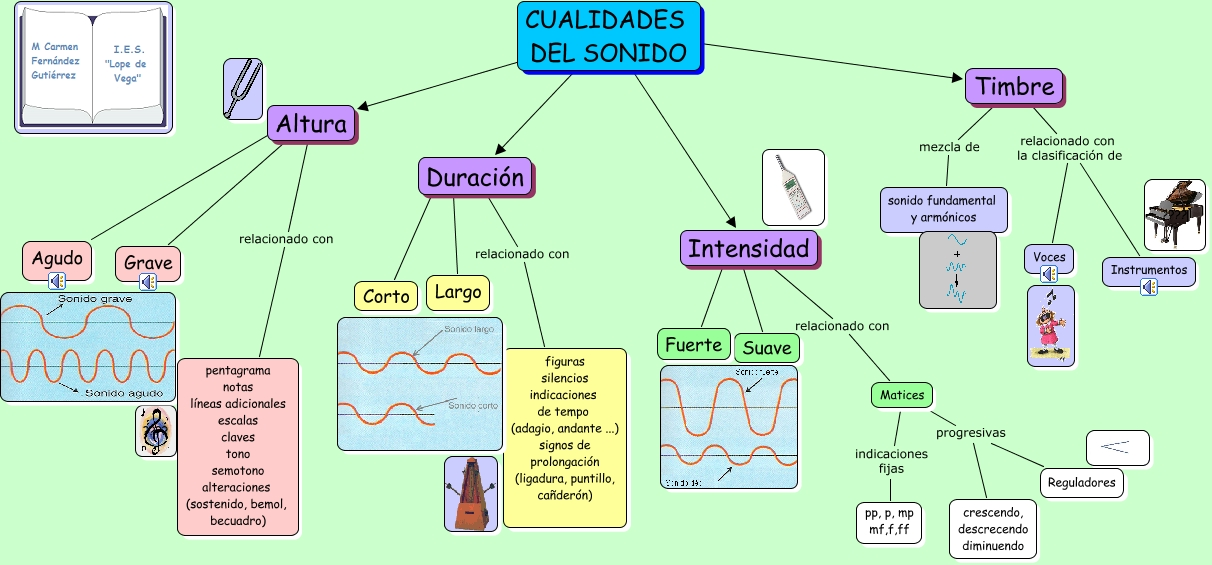 CUALIDADES
DEL SONIDO
M Carmen
Fernández
Gutiérrez
I.E.S.
"Lope de
Vega"
Altura
Agudo
Grave
relacionado con
Sonido grave
Sonido agudo
pentagrama
notas
líneas adicionales
escalas
claves
tono
semotono
alteraciones
(sostenido, bemol,
becuadro)
Duración
Corto
Largo
relacionado con
Sonido largo
Sonido corto
figuras
silencios
indicaciones
de tempo
(adagio, andante ...)
signos de
prolongación
(ligadura, puntillo,
cañderón)
Intensidad
Fuerte
Suave
relacionado con
Matices
indicaciones
fijas
pp, p, mp
mf,f,ff
progresivas
crescendo,
descrecendo
diminuendo
Reguladores
Timbre
mezcla de
sonido fundamental
y armónicos
+
relacionado con
la clasificación de
Voces
Instrumentos